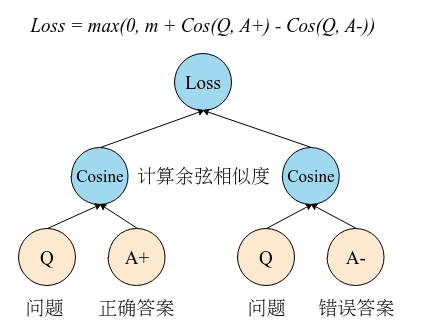 Loss = max(0, m + Cos(Q, A+) - Cos(Q, A-))
Loss
Cosine 计算余弦相似度 Cosine
Q A+ Q A-
问题 正确答案 问题 错误答案